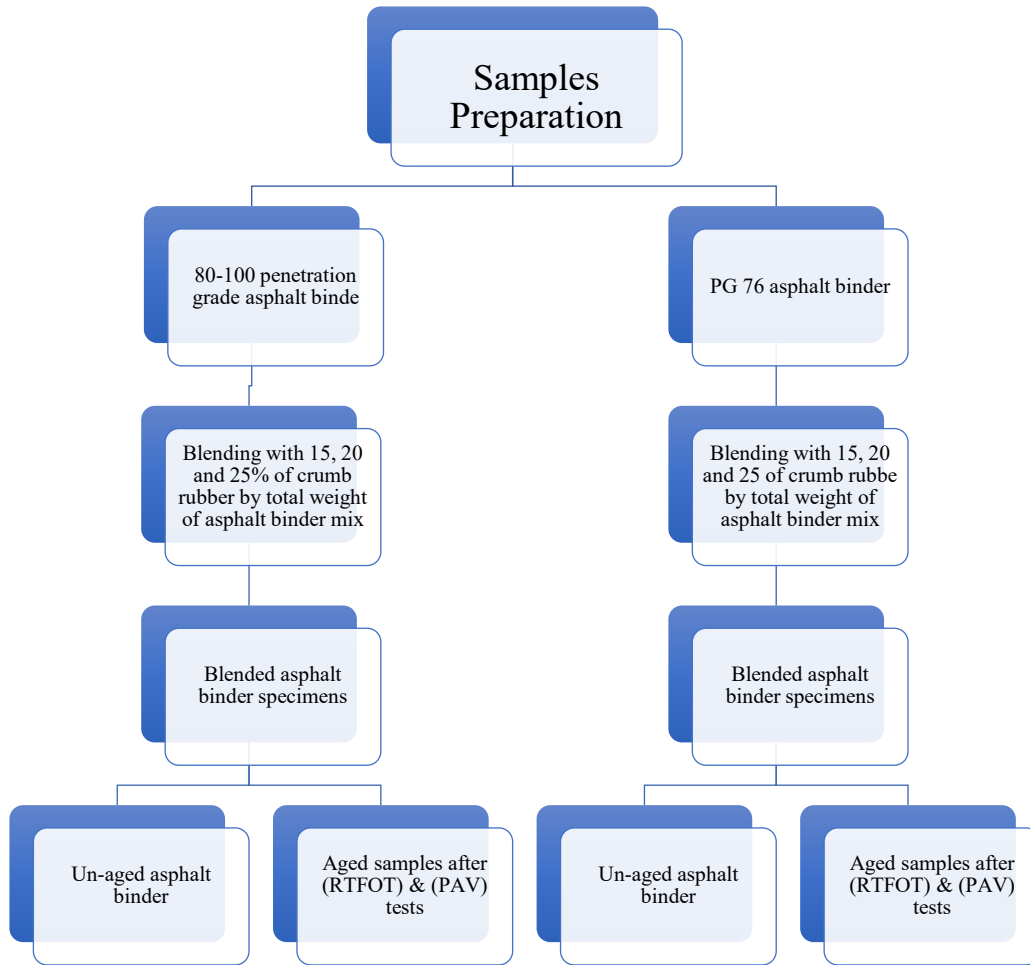 Samples
Preparation
80-100 penetration
grade asphalt binde
PG 76 asphalt binder
Blending with 15, 20
and 25% of crumb
rubber by total weight
of asphalt binder mix
Blending with 15, 20
and 25 of crumb rubbe
by total weight of
asphalt binder mix
Blended asphalt
binder specimens
Blended asphalt
binder specimens
Un-aged asphalt
binder
Aged samples after
(RTFOT) & (PAV)
tests
Un-aged asphalt
binder
Aged samples after
(RTFOT) & (PAV)
tests